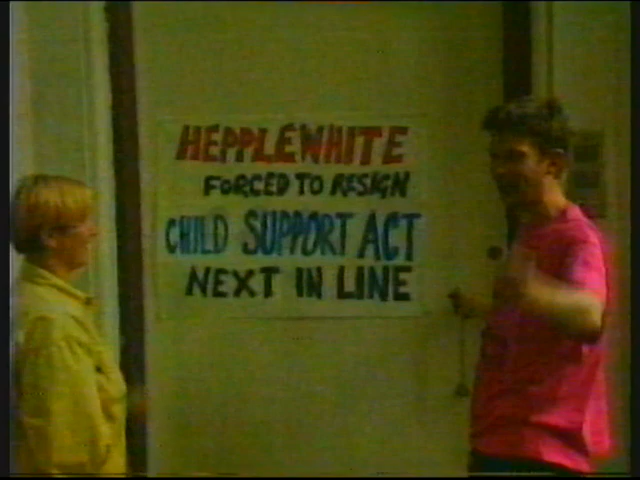 HEPPLEWHITE
FORCED TO RESIGN
CHILD SUPPORT ACT
NEXT IN LINE